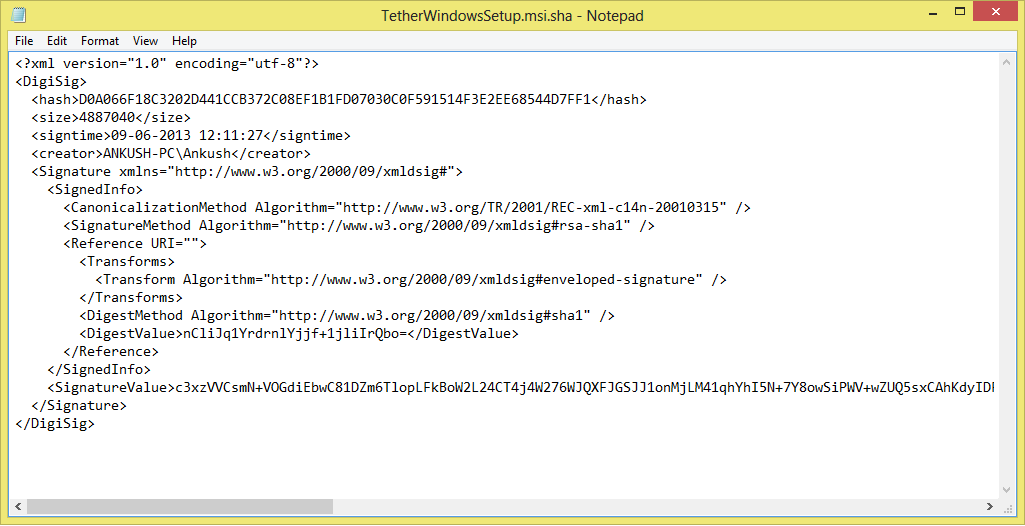 TetherWindowsSetup.msi.sha - Notepad
File Edit Format View Help
<?xml version="1.0" encoding="utf-8"?>
<DigiSig>
  <hash>D0A066F18C3202D441CCB372C08EF1B1FD07030C0F591514F3E2EE68544D7FF1</hash>
  <size>4887040</size>
  <signtime>09-06-2013 12:11:27</signtime>
  <creator>ANKUSH-PC\Ankush</creator>
  <Signature xmlns="http://www.w3.org/2000/09/xmldsig#">
    <SignedInfo>
      <CanonicalizationMethod Algorithm="http://www.w3.org/TR/2001/REC-xml-c14n-20010315" />
      <SignatureMethod Algorithm="http://www.w3.org/2000/09/xmldsig#rsa-sha1" />
      <Reference URI="">
        <Transforms>
          <Transform Algorithm="http://www.w3.org/2000/09/xmldsig#enveloped-signature" />
        </Transforms>
        <DigestMethod Algorithm="http://www.w3.org/2000/09/xmldsig#sha1" />
        <DigestValue>nCliJq1YrdrnlYjjf+1jliIrQbo=</DigestValue>
      </Reference>
    </SignedInfo>
    <SignatureValue>c3xzVVCsmN+VOGdiEbwC81DZm6TlopLFkBoW2L24CT4j4W276WJQXFJGSJJ1onMjLM41qhYhI5N+7Y8owSiPWV+wZUQ5sxCAhKdyID
  </Signature>
</DigiSig>